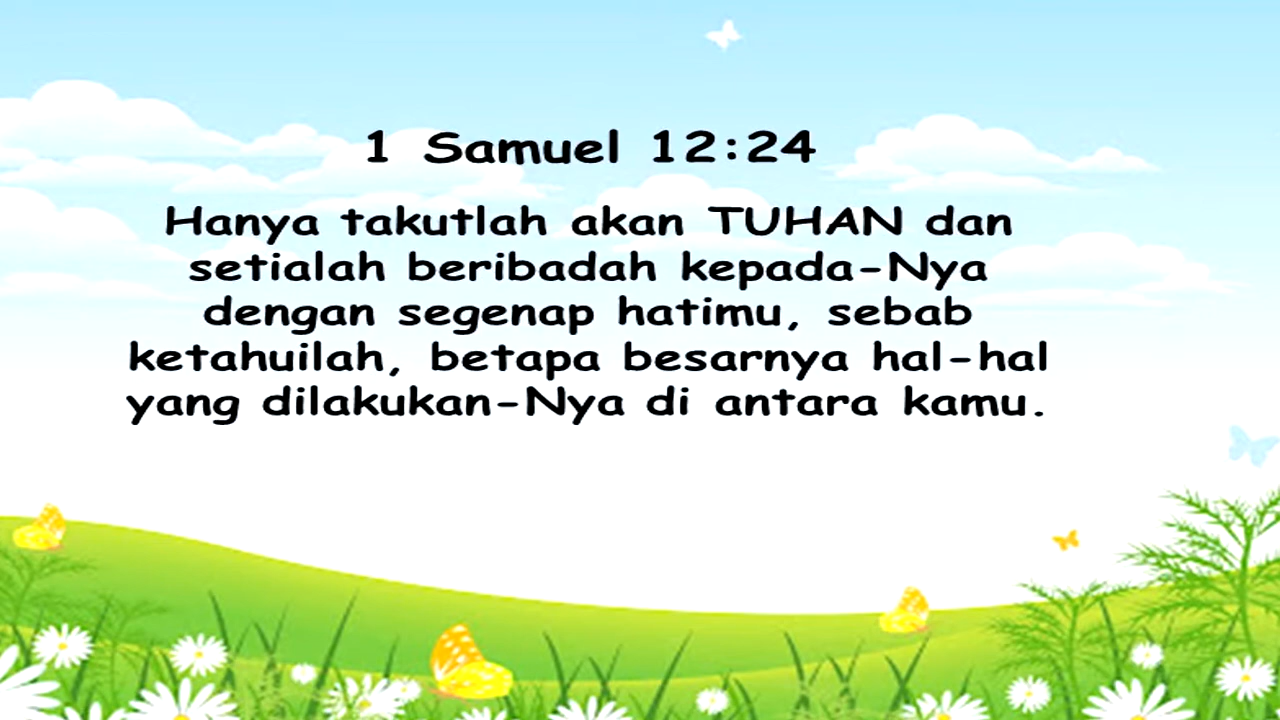 1 Samuel 12:24
Hanya takutlah akan TUHAN dan
setialah beribadah kepada-Nya
dengan segenap hatimu, sebab
ketahuilah, betapa besarnya hal-hal
yang dilakukan-Nya di antara kamu.